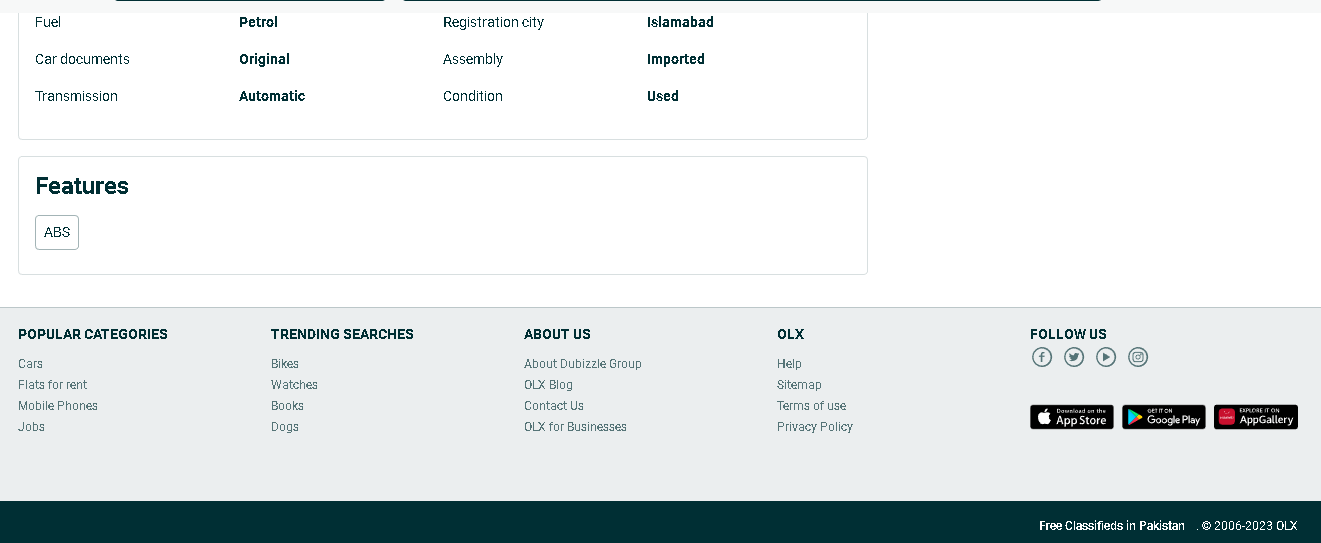 Fuel Petrol Registration city Islamabad
Car documents Original Assembly Imported
Transmission Automatic Condition Used
Features
ABS
POPULAR CATEGORIES TRENDING SEARCHES ABOUT US OLX FOLLOW US
Cars Bikes About Dubizzle Group Help
Flats for rent Watches OLX Blog Sitemap
Mobile Phones Books Contact Us Terms of use
Jobs Dogs OLX for Businesses Privacy Policy
Download on the App Store GET IT ON Google Play EXPLORE IT ON AppGallery
Free Classifieds in Pakistan . © 2006-2023 OLX